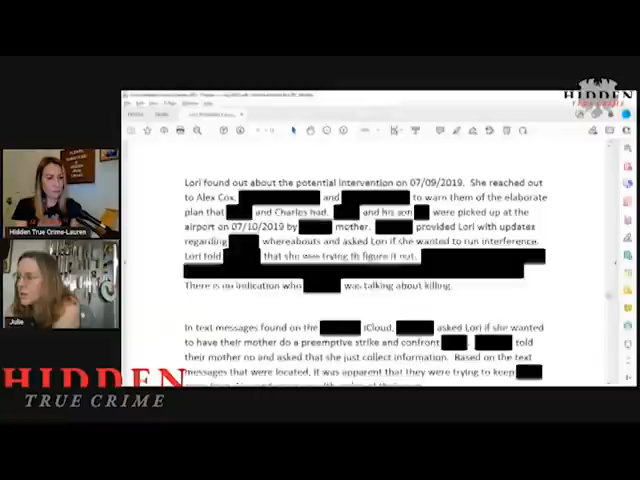 HIDDEN
TRUE CRIME
Lori found out about the potential intervention on 07/09/2019. She reached out
to Alex Cox, and to warn them of the elaborate
plan that and Charles had. and his son were picked up at the
airport on 07/10/2019 by mother. provided Lori with updates
regarding whereabouts and asked Lori if she wanted to run interference.
Lori told that she was trying to figure it out.
There is no indication who was talking about killing.
In text messages found on the iCloud, asked Lori if she wanted
to have their mother do a preemptive strike and confront . told
their mother no and asked that she just collect information. Based on the text
messages that were located, it was apparent that they were trying to keep
Hidden True Crime-Lauren
Julie
HIDDEN
TRUE CRIME